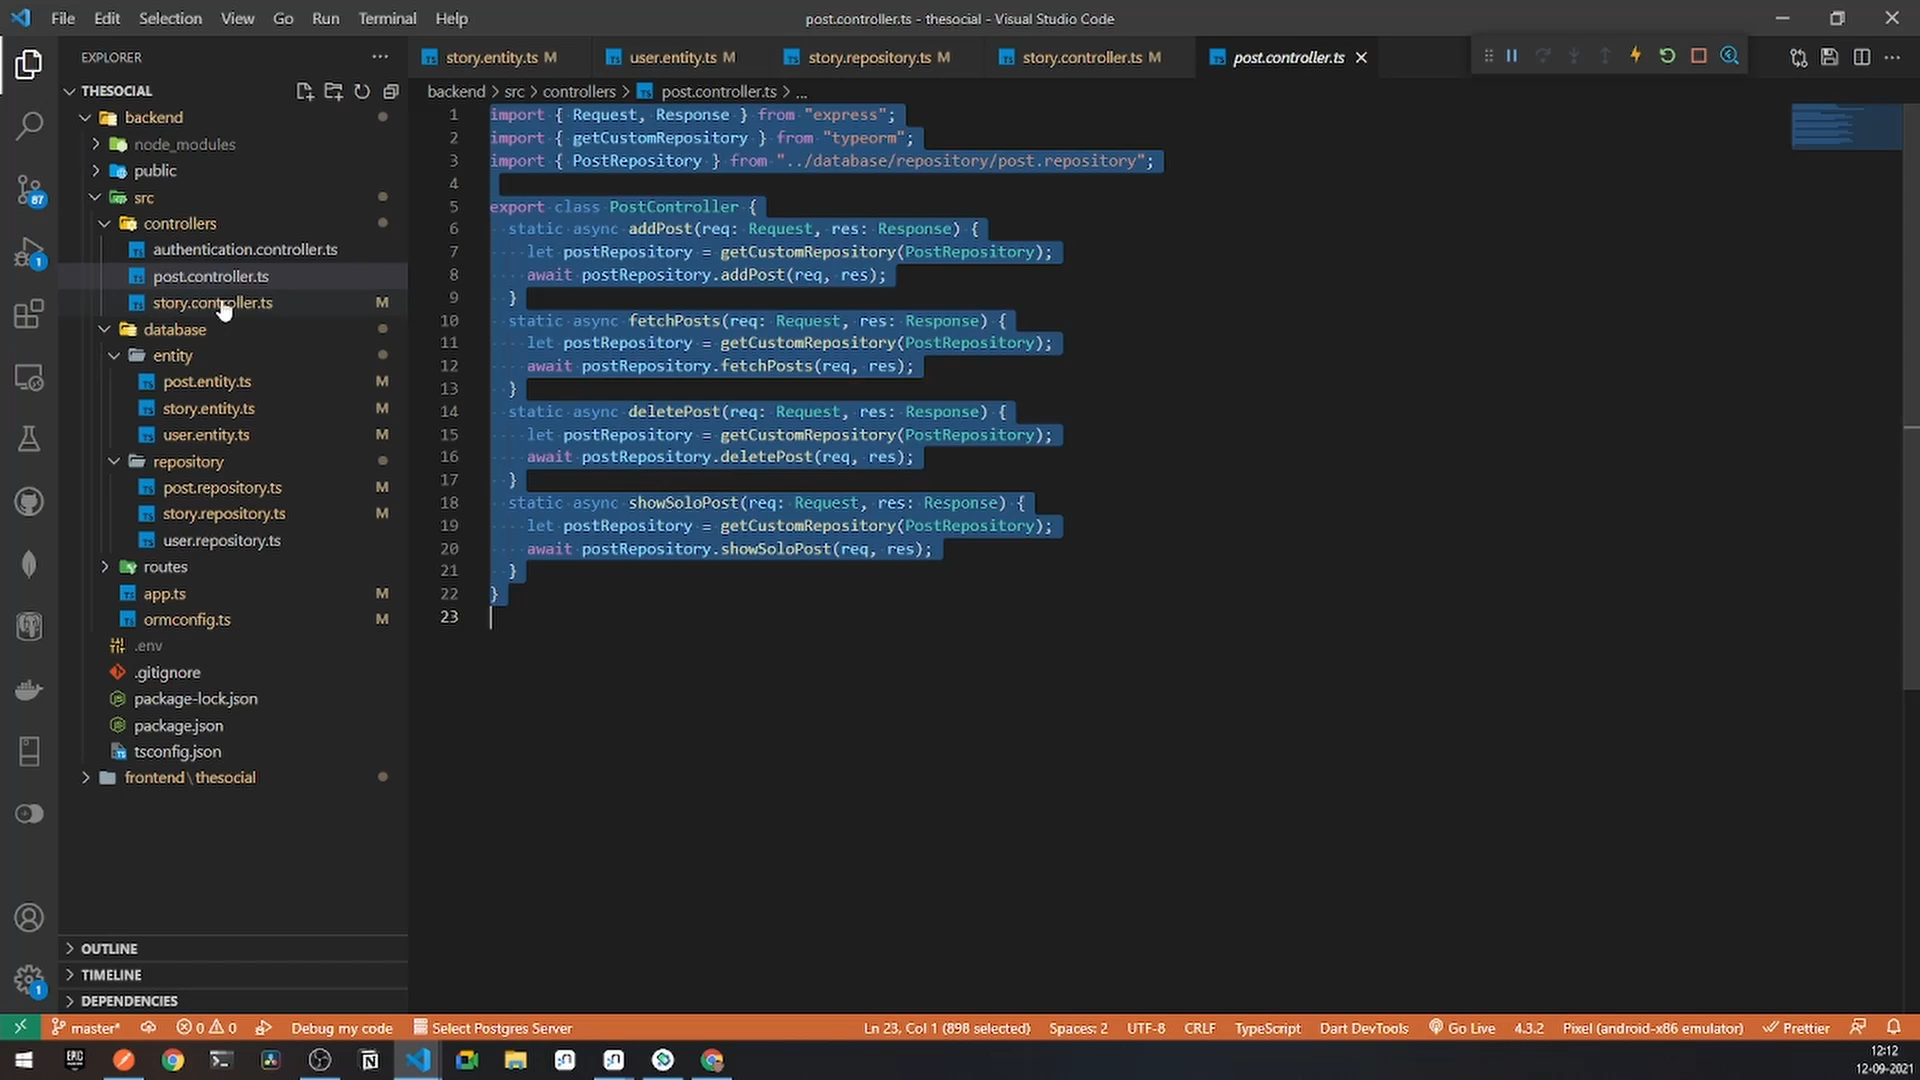 File Edit Selection View Go Run Terminal Help
post.controller.ts - thesocial - Visual Studio Code
EXPLORER
story.entity.ts M
user.entity.ts M
story.repository.ts M
story.controller.ts M
post.controller.ts
THESOCIAL
backend > src > controllers > post.controller.ts > ...
backend
node_modules
public
src
controllers
authentication.controller.ts
post.controller.ts
story.controller.ts M
database
entity
post.entity.ts M
story.entity.ts M
user.entity.ts M
repository
post.repository.ts M
story.repository.ts M
user.repository.ts
routes
app.ts M
ormconfig.ts M
.env
.gitignore
package-lock.json
package.json
tsconfig.json
frontend\thesocial
OUTLINE
TIMELINE
DEPENDENCIES
87
1
1
1 import { Request, Response } from "express";
2 import { getCustomRepository } from "typeorm";
3 import { PostRepository } from "../database/repository/post.repository";
4
5 export class PostController {
6 static async addPost(req: Request, res: Response) {
7 let postRepository = getCustomRepository(PostRepository);
8 await postRepository.addPost(req, res);
9 }
10 static async fetchPosts(req: Request, res: Response) {
11 let postRepository = getCustomRepository(PostRepository);
12 await postRepository.fetchPosts(req, res);
13 }
14 static async deletePost(req: Request, res: Response) {
15 let postRepository = getCustomRepository(PostRepository);
16 await postRepository.deletePost(req, res);
17 }
18 static async showSoloPost(req: Request, res: Response) {
19 let postRepository = getCustomRepository(PostRepository);
20 await postRepository.showSoloPost(req, res);
21 }
22 }
23
master* 0 0 Debug my code Select Postgres Server Ln 23, Col 1 (898 selected) Spaces: 2 UTF-8 CRLF TypeScript Dart DevTools Go Live 4.3.2 Pixel (android-x86 emulator) Prettier
EPIC GAMES
12:12
12-09-2021